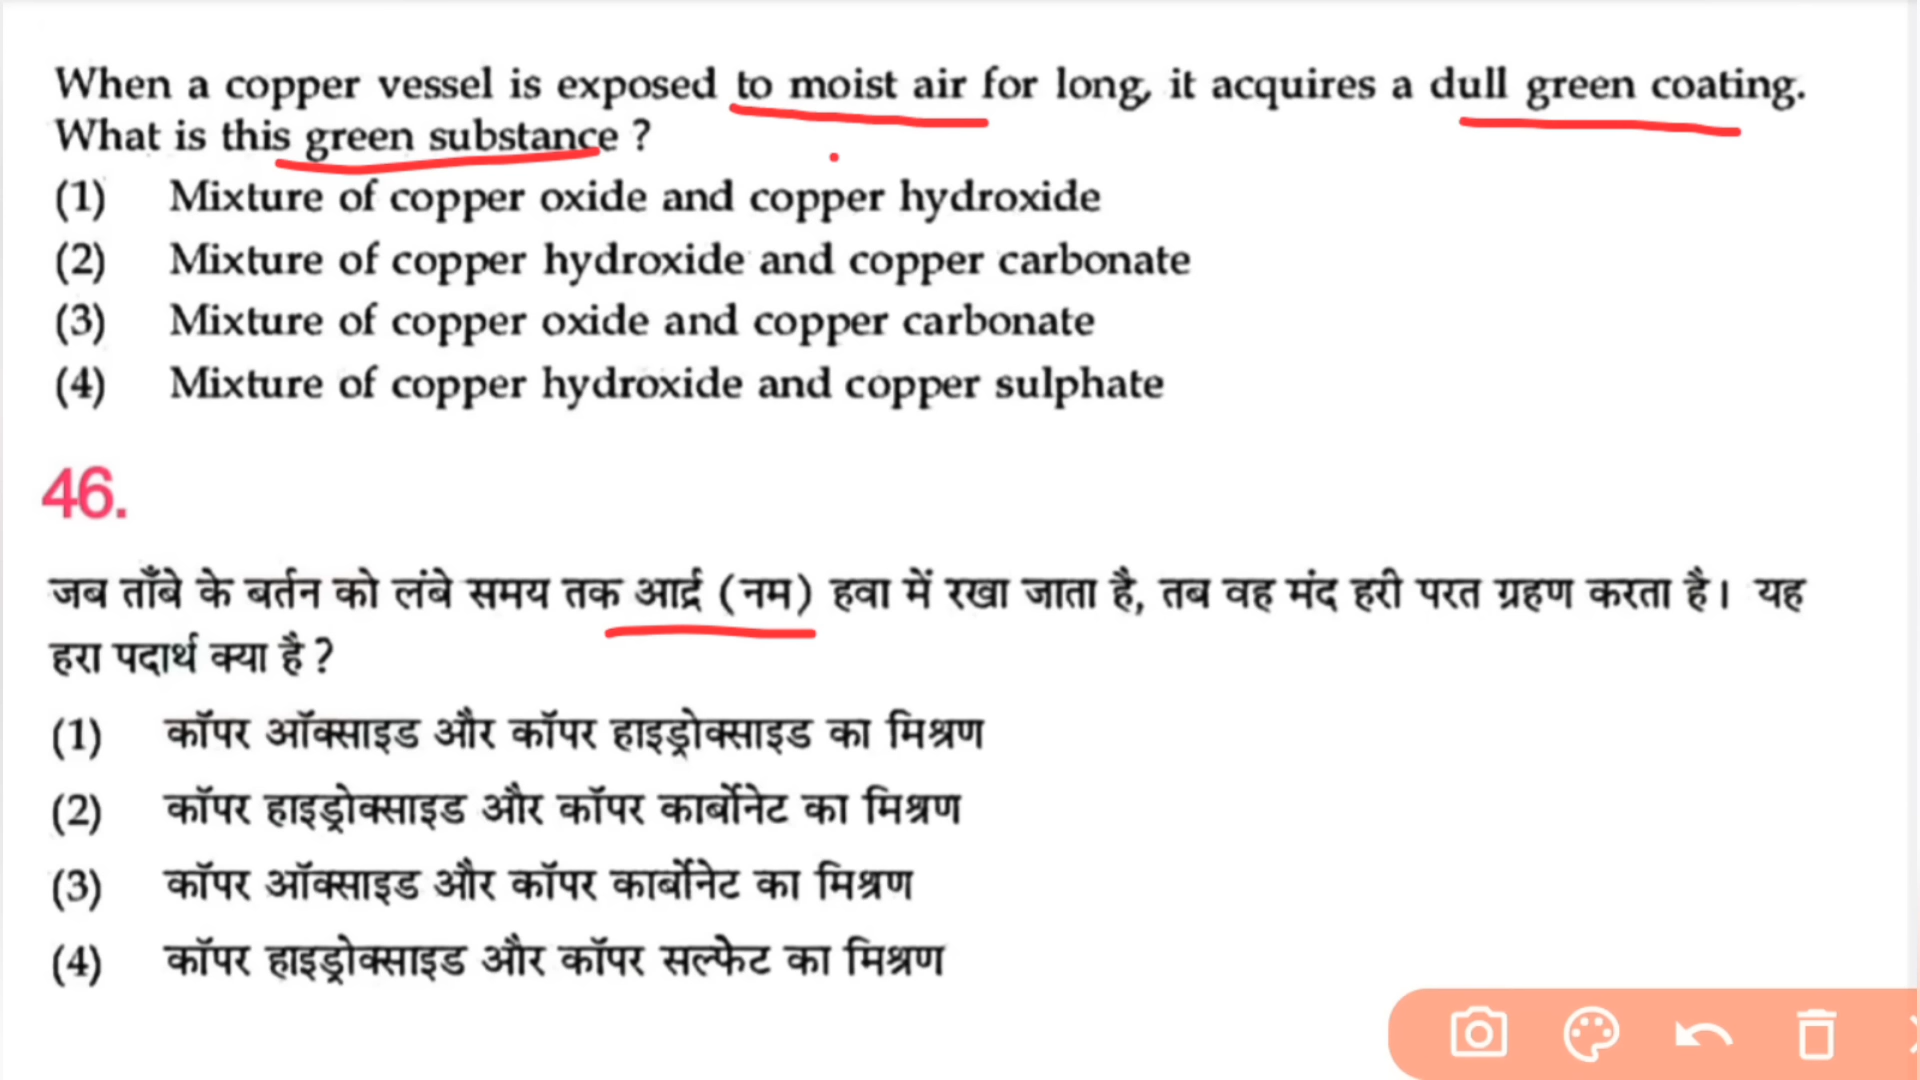 When a copper vessel is exposed to moist air for long, it acquires a dull green coating.
What is this green substance ?
(1) Mixture of copper oxide and copper hydroxide
(2) Mixture of copper hydroxide and copper carbonate
(3) Mixture of copper oxide and copper carbonate
(4) Mixture of copper hydroxide and copper sulphate
46.
जब ताँबे के बर्तन को लंबे समय तक आर्द्र (नम) हवा में रखा जाता है, तब वह मंद हरी परत ग्रहण करता है। यह
हरा पदार्थ क्या है ?
(1) कॉपर ऑक्साइड और कॉपर हाइड्रोक्साइड का मिश्रण
(2) कॉपर हाइड्रोक्साइड और कॉपर कार्बोनेट का मिश्रण
(3) कॉपर ऑक्साइड और कॉपर कार्बोनेट का मिश्रण
(4) कॉपर हाइड्रोक्साइड और कॉपर सल्फेट का मिश्रण